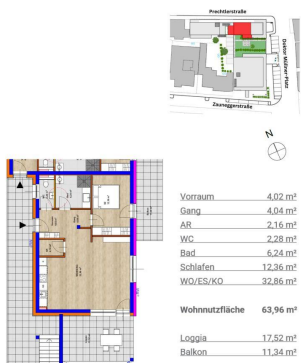 Prechtlerstraße
Doktor-Müllner-Platz
Zauneggerstraße
N
Vorraum 4,02 m²
Gang 4,04 m²
AR 2,16 m²
WC 2,28 m²
Bad 6,24 m²
Schlafen 12,36 m²
WO/ES/KO 32,86 m²
Wohnnutzfläche 63,96 m²
Loggia 17,52 m²
Balkon 11,34 m²